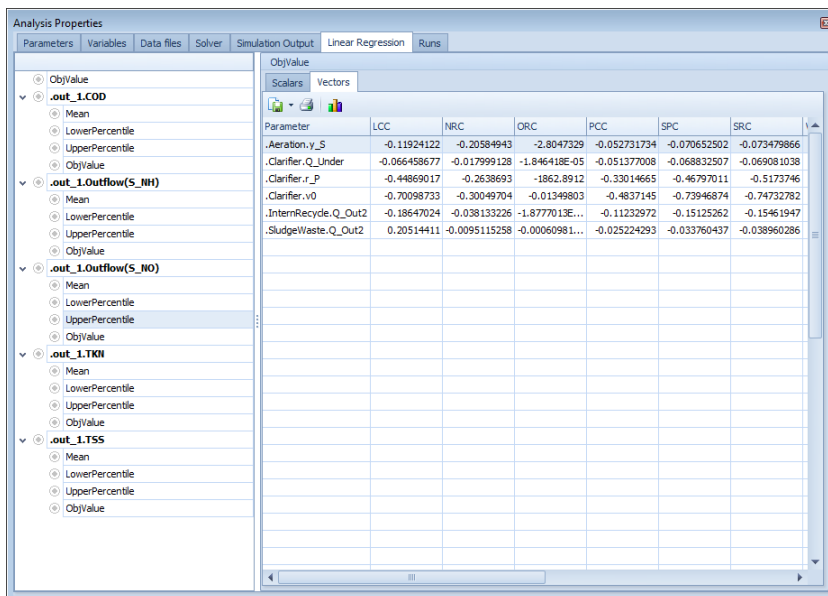 Analysis Properties
Parameters Variables Data files Solver Simulation Output Linear Regression Runs
ObjValue
.out_1.COD
Mean
LowerPercentile
UpperPercentile
ObjValue
.out_1.Outflow(S_NH)
Mean
LowerPercentile
UpperPercentile
ObjValue
.out_1.Outflow(S_NO)
Mean
LowerPercentile
UpperPercentile
ObjValue
.out_1.TKN
Mean
LowerPercentile
UpperPercentile
ObjValue
.out_1.TSS
Mean
LowerPercentile
UpperPercentile
ObjValue
ObjValue
Scalars Vectors
Parameter LCC NRC ORC PCC SPC SRC
.Aeration.y_S -0.11924122 -0.20584943 -2.8047329 -0.052731734 -0.070652502 -0.073479866
.Clarifier.Q_Under -0.066458677 -0.017999128 -1.846418E-05 -0.051377008 -0.068832507 -0.069081038
.Clarifier.r_P -0.44869017 -0.2638693 -1862.8912 -0.33014665 -0.46797011 -0.5173746
.Clarifier.v0 -0.70098733 -0.30049704 -0.01349803 -0.4837145 -0.73946874 -0.74732782
.InternRecycle.Q_Out2 -0.18647024 -0.038133226 -1.8777013E... -0.11232972 -0.15125262 -0.15461947
.SludgeWaste.Q_Out2 0.20514411 -0.0095115258 -0.00060981... -0.025224293 -0.033760437 -0.038960286